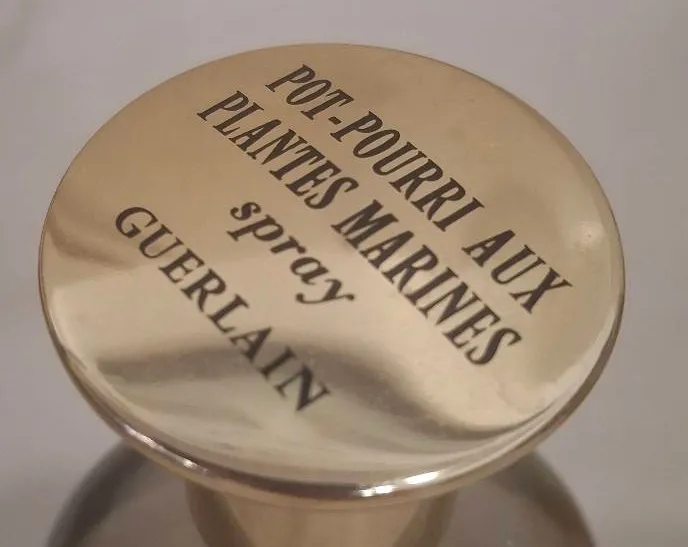 POT-POURRI AUX
PLANTES MARINES
spray
GUERLAIN